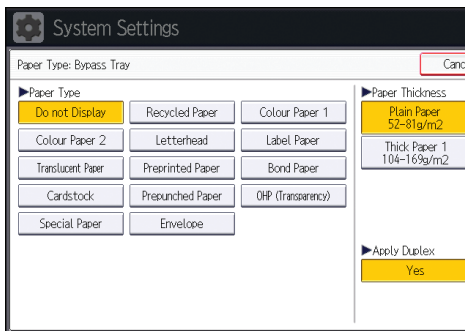 System Settings
Paper Type: Bypass Tray
Canc
▶Paper Type
▶Paper Thickness
Do not Display
Recycled Paper
Colour Paper 1
Plain Paper
52-81g/m2
Colour Paper 2
Letterhead
Label Paper
Thick Paper 1
104-169g/m2
Translucent Paper
Preprinted Paper
Bond Paper
Cardstock
Prepunched Paper
OHP (Transparency)
Special Paper
Envelope
▶Apply Duplex
Yes